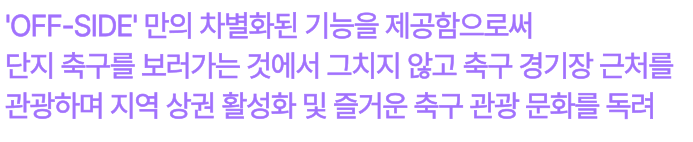 'OFF-SIDE' 만의 차별화된 기능을 제공함으로써
단지 축구를 보러가는 것에서 그치지 않고 축구 경기장 근처를
관광하며 지역 상권 활성화 및 즐거운 축구 관광 문화를 독려